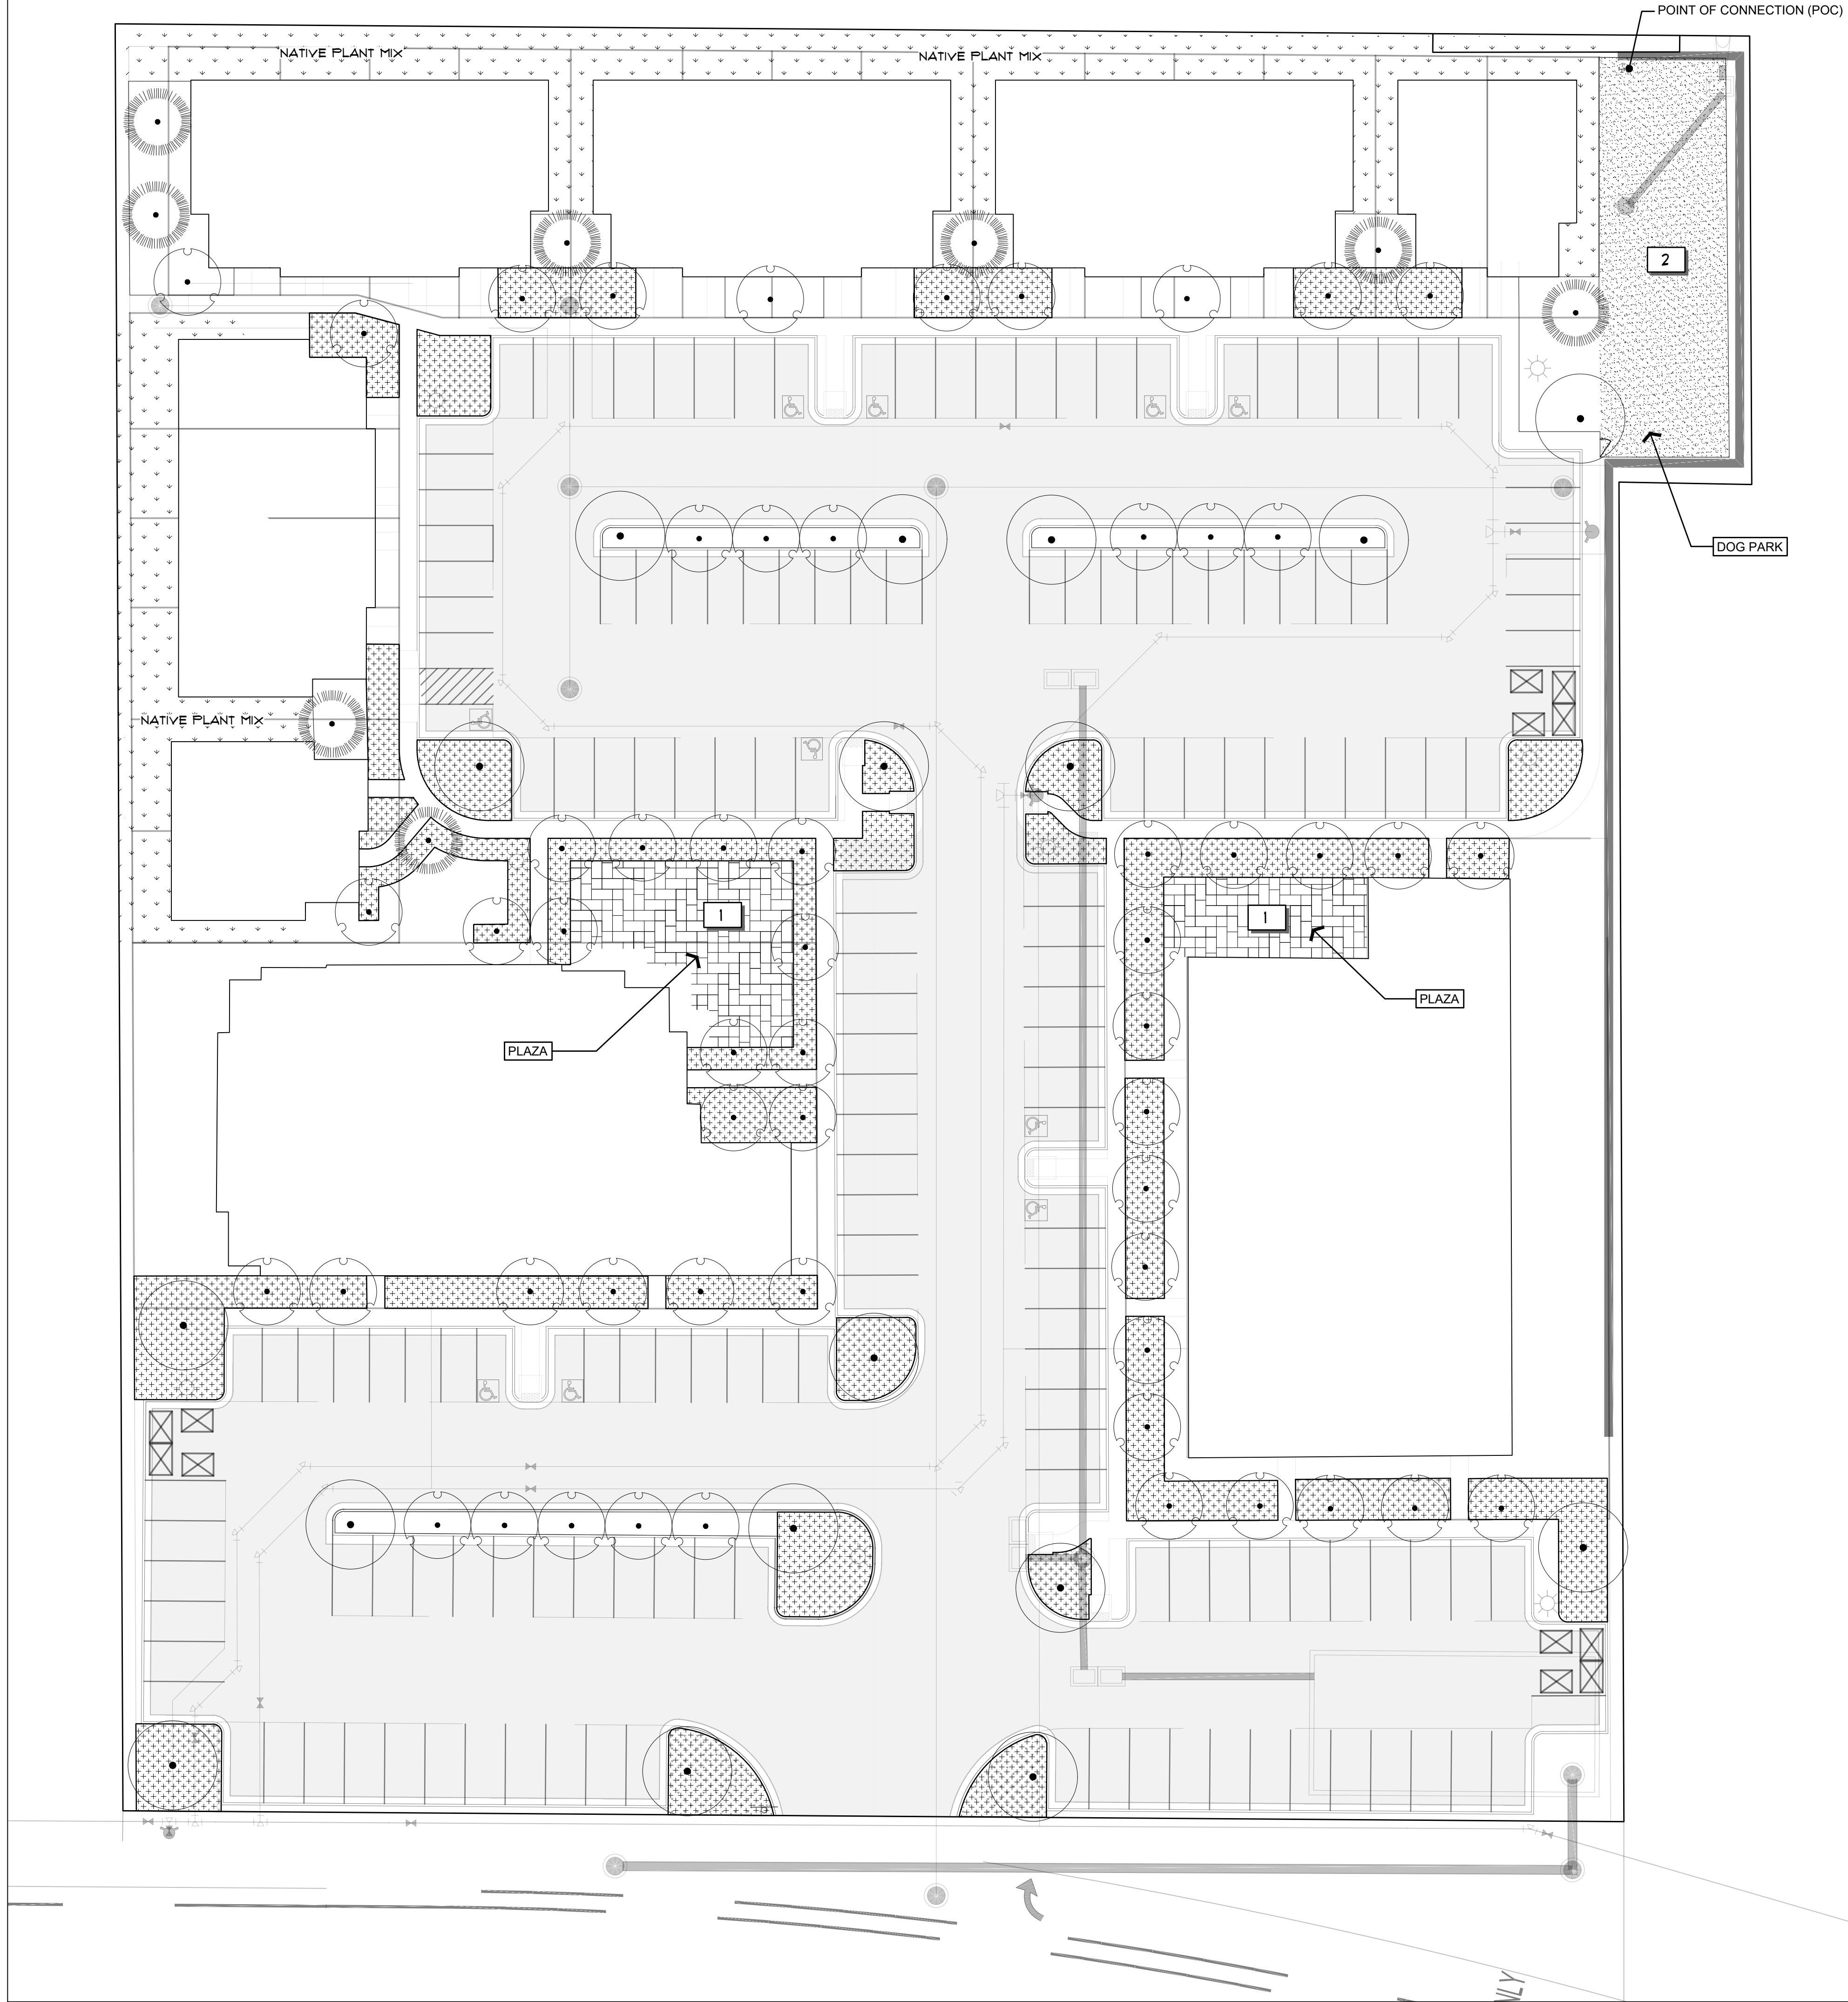 POINT OF CONNECTION (POC)
NATIVE PLANT MIX
NATIVE PLANT MIX
2
DOG PARK
NATIVE PLANT MIX
1
1
PLAZA
PLAZA
NLY